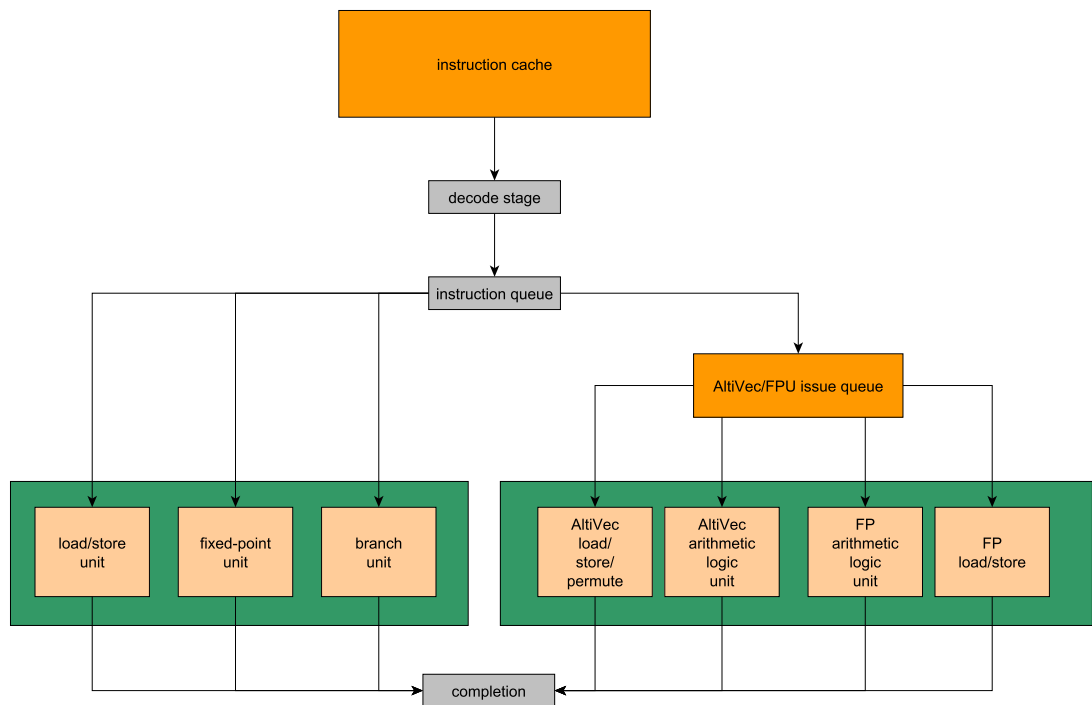 instruction cache
decode stage
instruction queue
AltiVec/FPU issue queue
load/store
unit
fixed-point
unit
branch
unit
AltiVec
load/
store/
permute
AltiVec
arithmetic
logic
unit
FP
arithmetic
logic
unit
FP
load/store
completion